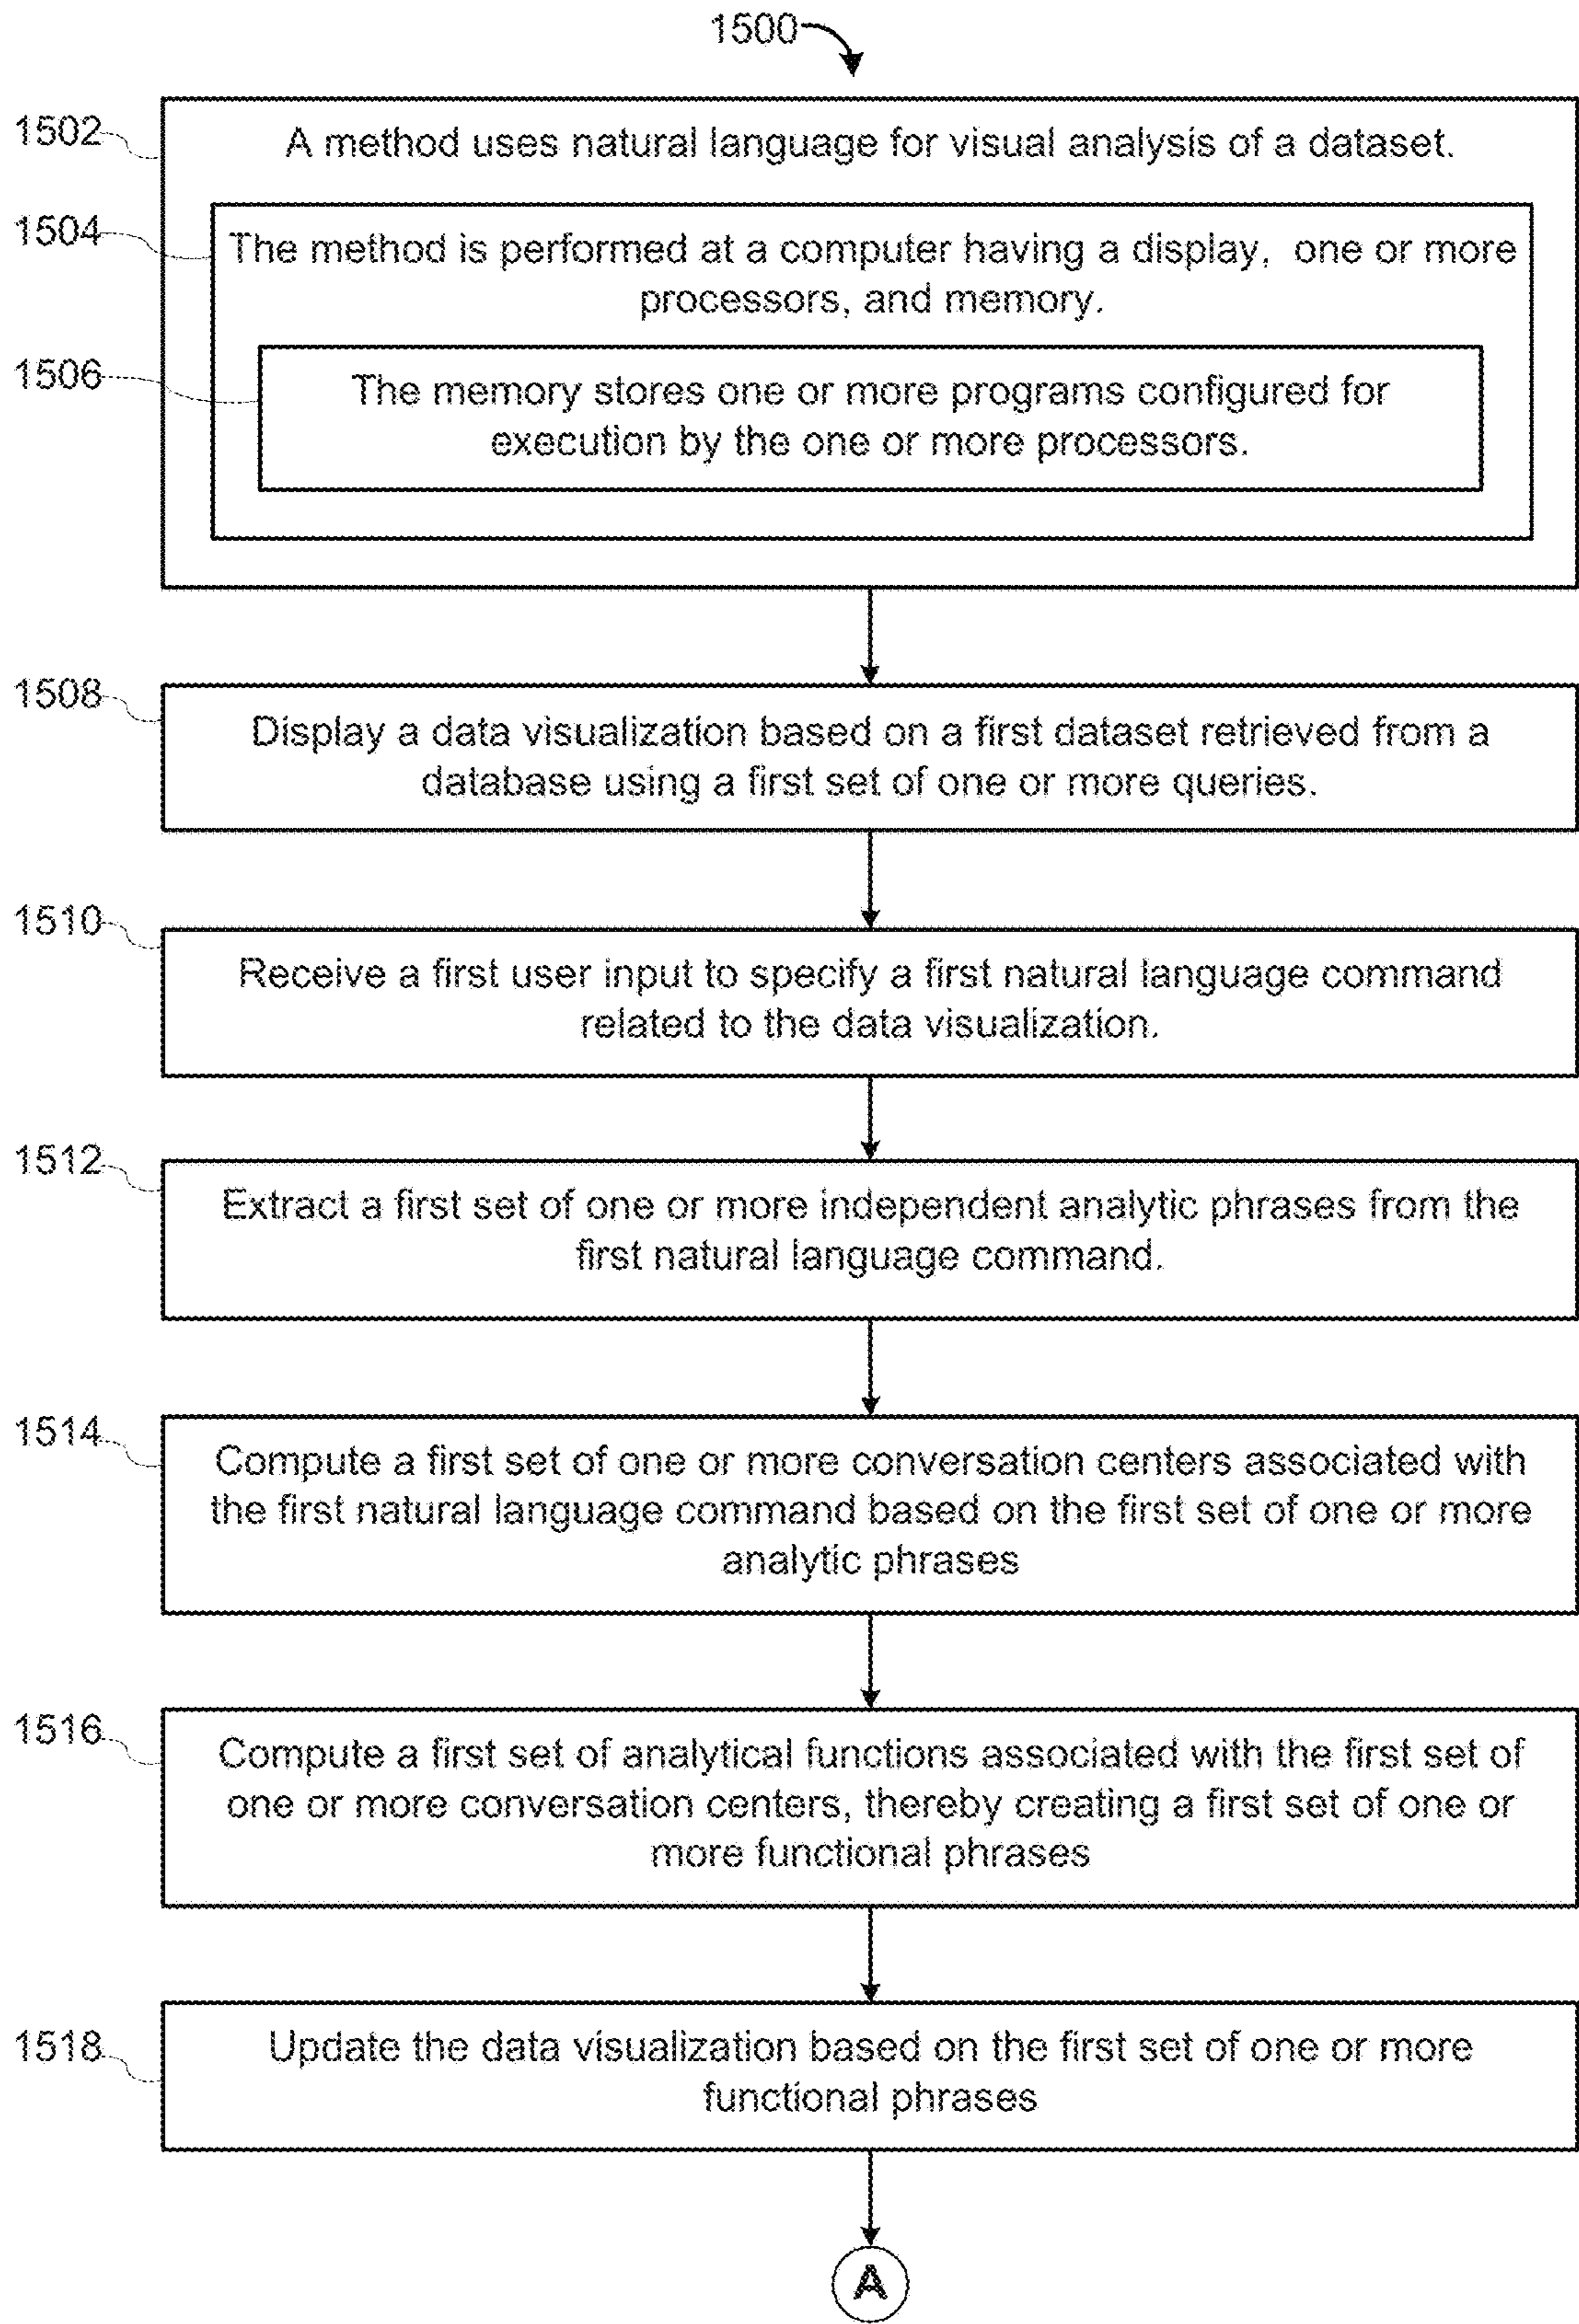 1500
1502
A method uses natural language for visual analysis of a dataset.
1504
The method is performed at a computer having a display, one or more
processors, and memory.
1506
The memory stores one or more programs configured for
execution by the one or more processors.
1508
Display a data visualization based on a first dataset retrieved from a
database using a first set of one or more queries.
1510
Receive a first user input to specify a first natural language command
related to the data visualization.
1512
Extract a first set of one or more independent analytic phrases from the
first natural language command.
1514
Compute a first set of one or more conversation centers associated with
the first natural language command based on the first set of one or more
analytic phrases
1516
Compute a first set of analytical functions associated with the first set of
one or more conversation centers, thereby creating a first set of one or
more functional phrases
1518
Update the data visualization based on the first set of one or more
functional phrases
A